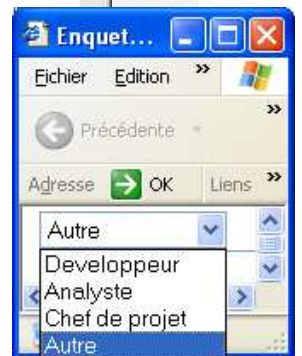 Enquet...
Fichier Edition »
»
Précédente
Adresse OK Liens »
Autre
Developpeur
Analyste
Chef de projet
Autre